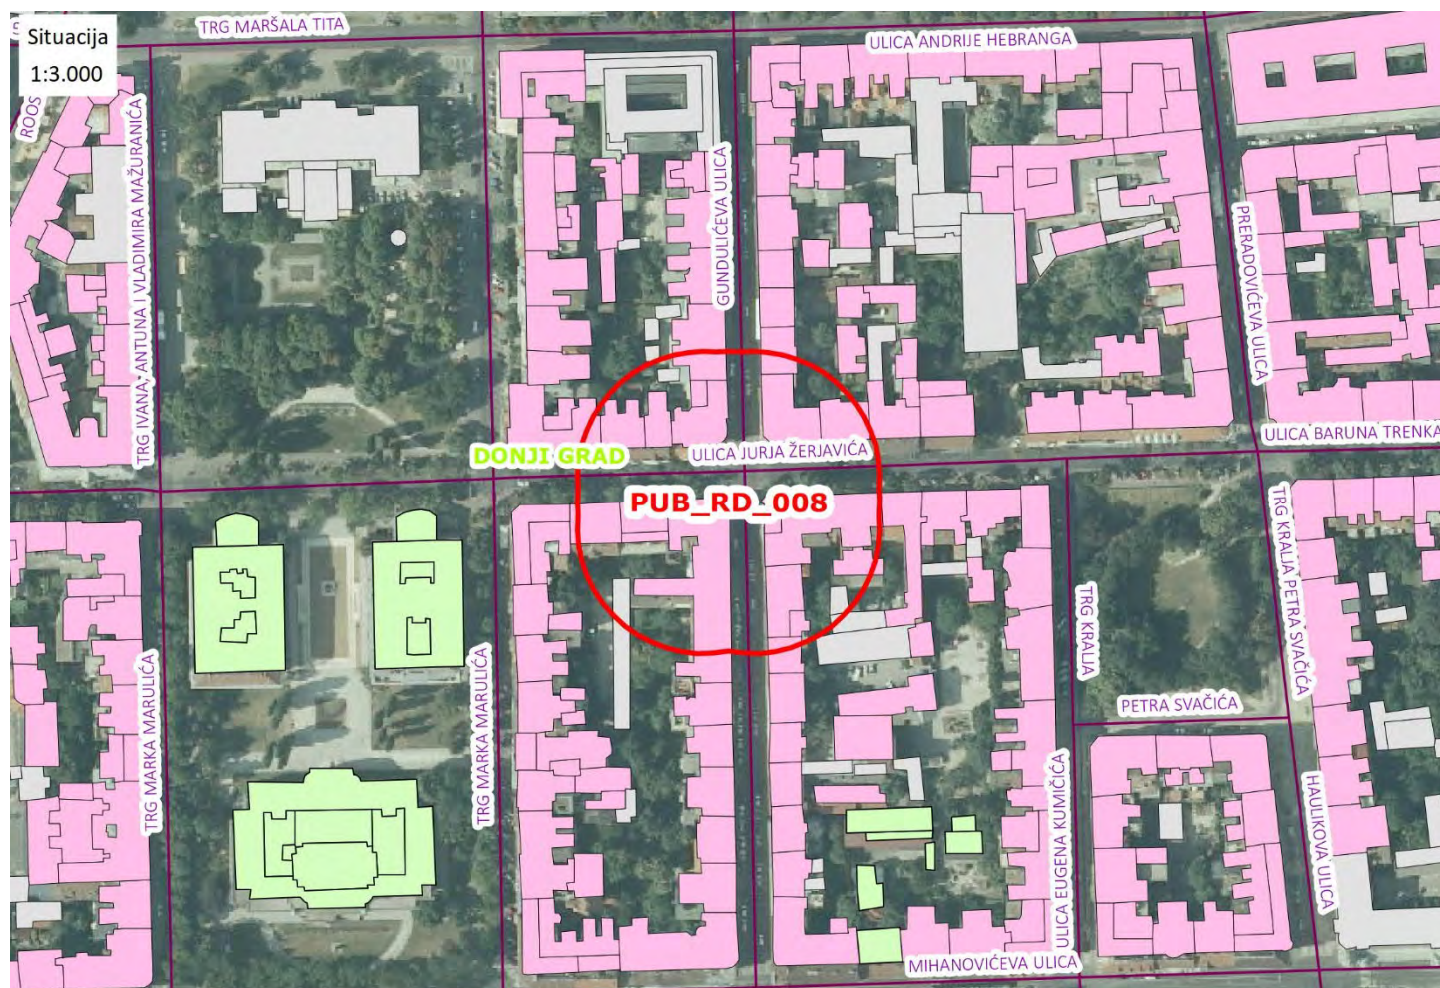 Situacija
1:3.000
TRG MARŠALA TITA
ULICA ANDRIJE HEBRANGA
ROOS
TRG IVANA, ANTUNA I VLADIMIRA MAŽURANIĆA
GUNDULIĆEVA ULICA
PRERADOVIĆEVA ULICA
DONJI GRAD
ULICA JURJA ŽERJAVIĆA
ULICA BARUNA TRENKA
PUB_RD_008
TRG KRALJA PETRA SVAČIĆA
TRG KRALJA
PETRA SVAČIĆA
TRG MARKA MARULIĆA
TRG MARKA MARULIĆA
ULICA EUGENA KUMIČIĆA
HAULIKOVA ULICA
MIHANOVIĆEVA ULICA